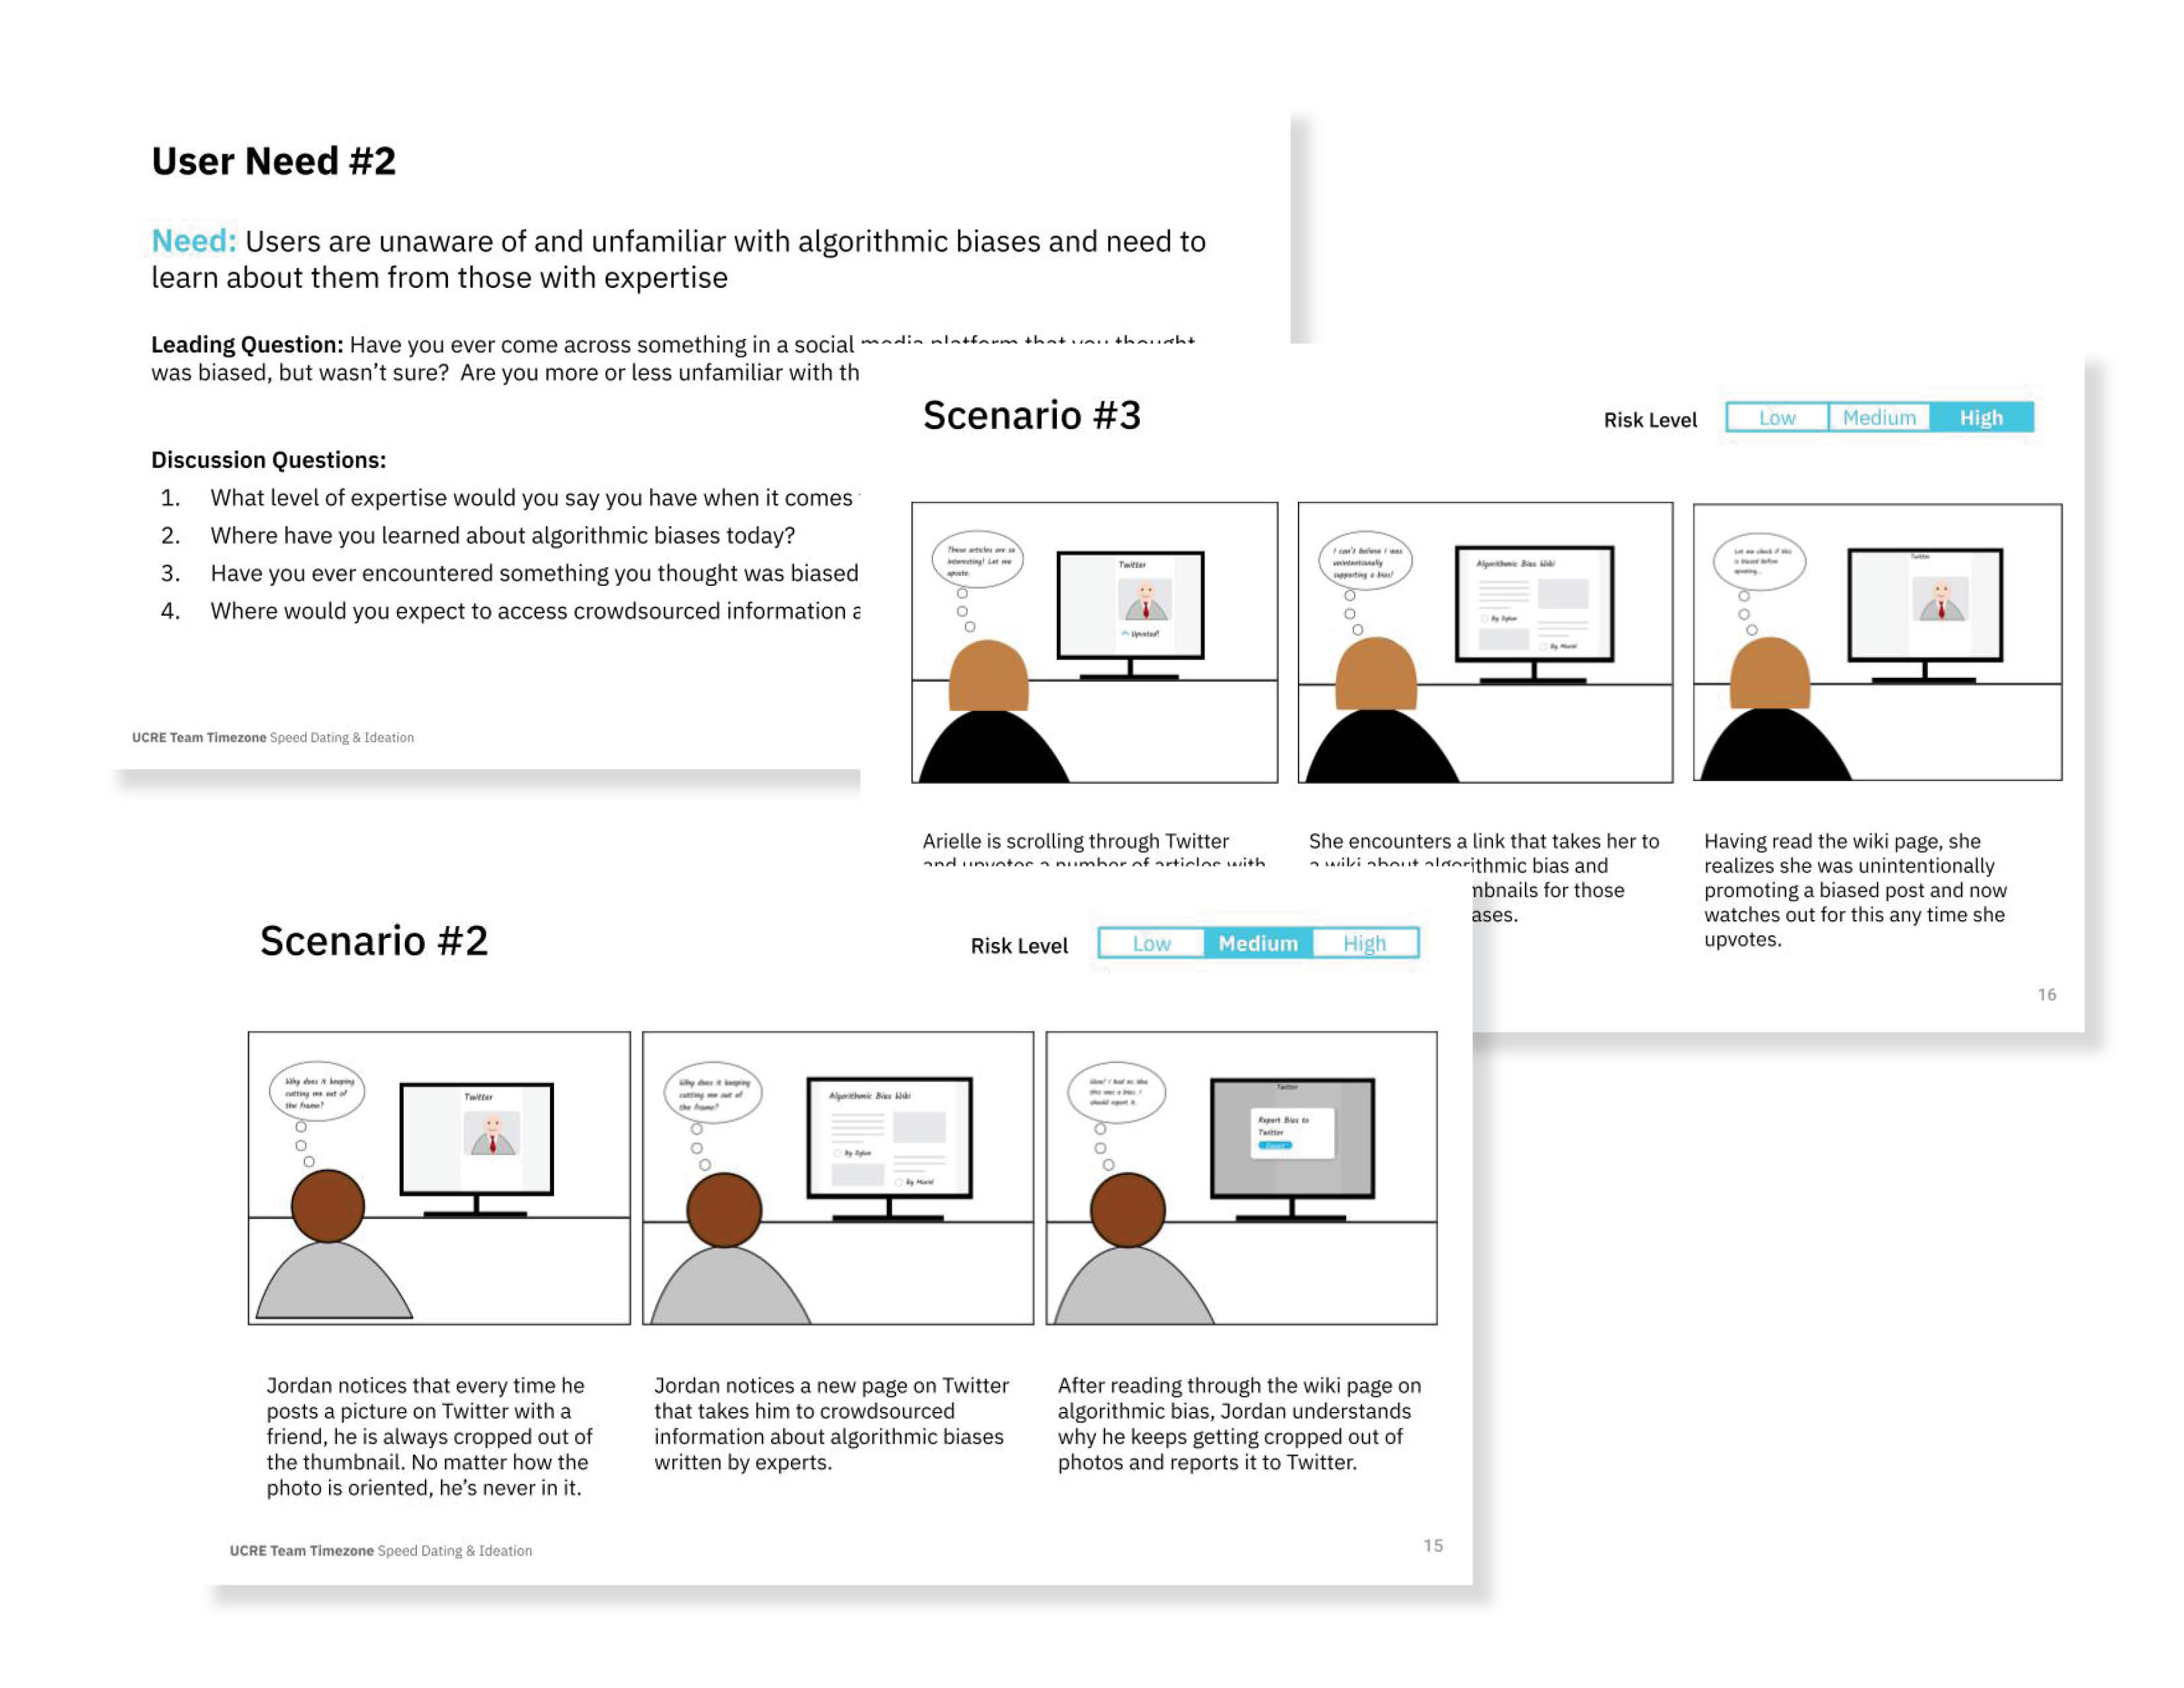 User Need #2
Need: Users are unaware of and unfamiliar with algorithmic biases and need to
learn about them from those with expertise
Leading Question: Have you ever come across something in a social media platform that you thought
was biased, but wasn't sure? Are you more or less unfamiliar with th
Discussion Questions:
1. What level of expertise would you say you have when it comes
2. Where have you learned about algorithmic biases today?
3. Have you ever encountered something you thought was biased
4. Where would you expect to access crowdsourced information a
UCRE Team Timezone Speed Dating & Ideation
Scenario #3
Risk Level
Low Medium High
These articles are so
interesting! Let me
upvote.
Twitter
Upvoted!
I can't believe I was
unintentionally
supporting a bias!
Algorithmic Bias Wiki
By Dylan
By Muriel
Let me check if this
is biased before
upvoting...
Twitter
Arielle is scrolling through Twitter
and upvotes a number of articles with
She encounters a link that takes her to
a wiki about algorithmic bias and
mbnails for those
ases.
Having read the wiki page, she
realizes she was unintentionally
promoting a biased post and now
watches out for this any time she
upvotes.
16
Scenario #2
Risk Level
Low Medium High
Why does it keeping
cutting me out of
the frame?
Twitter
Why does it keeping
cutting me out of
the frame?
Algorithmic Bias Wiki
By Dylan
By Muriel
Wow! I had no idea
this was a bias. I
should report it.
Twitter
Report Bias to
Twitter
Report
Jordan notices that every time he
posts a picture on Twitter with a
friend, he is always cropped out of
the thumbnail. No matter how the
photo is oriented, he's never in it.
Jordan notices a new page on Twitter
that takes him to crowdsourced
information about algorithmic biases
written by experts.
After reading through the wiki page on
algorithmic bias, Jordan understands
why he keeps getting cropped out of
photos and reports it to Twitter.
UCRE Team Timezone Speed Dating & Ideation
15